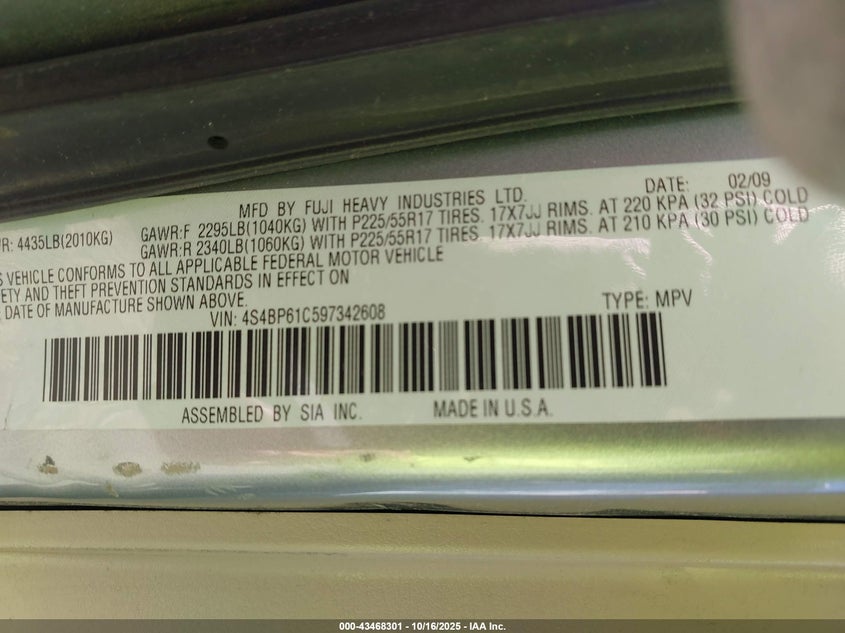 MFD BY FUJI HEAVY INDUSTRIES LTD. DATE: 02/09
WR: 4435LB(2010KG) GAWR:F 2295LB(1040KG) WITH P225/55R17 TIRES. 17X7JJ RIMS. AT 220 KPA (32 PSI) COLD
GAWR:R 2340LB(1060KG) WITH P225/55R17 TIRES. 17X7JJ RIMS. AT 210 KPA (30 PSI) COLD
S VEHICLE CONFORMS TO ALL APPLICABLE FEDERAL MOTOR VEHICLE
FETY AND THEFT PREVENTION STANDARDS IN EFFECT ON
DATE OF MANUFACTURE SHOWN ABOVE.
VIN: 4S4BP61C597342608 TYPE: MPV
ASSEMBLED BY SIA INC. MADE IN U.S.A.
000-43468301 - 10/16/2025 - IAA Inc.